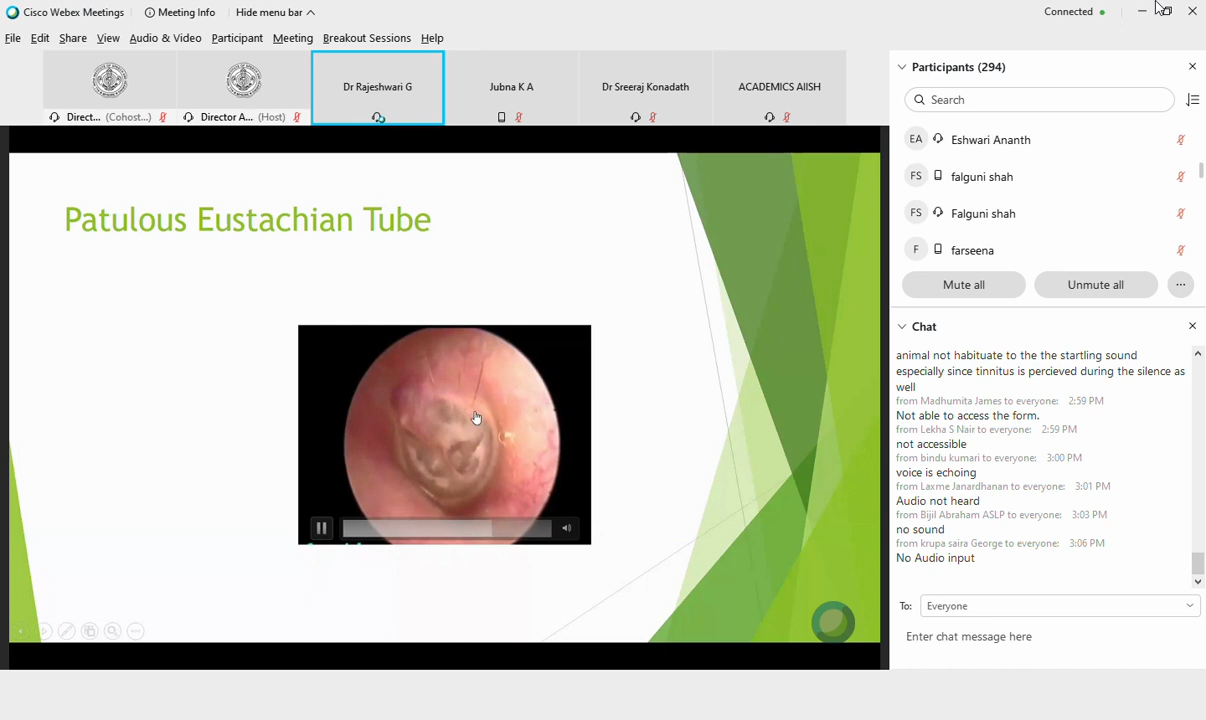 Cisco Webex Meetings
Meeting Info
Hide menu bar
Connected
File Edit Share View Audio & Video Participant Meeting Breakout Sessions Help
Direct... (Cohost...)
Director A... (Host)
Dr Rajeshwari G
Jubna K A
Dr Sreeraj Konadath
ACADEMICS AIISH
Patulous Eustachian Tube
Participants (294)
Search
EA Eshwari Ananth
FS falguni shah
FS Falguni shah
F farseena
Mute all
Unmute all
Chat
animal not habituate to the the startling sound
especially since tinnitus is percieved during the silence as
well
from Madhumita James to everyone: 2:59 PM
Not able to access the form.
from Lekha S Nair to everyone: 2:59 PM
not accessible
from bindu kumari to everyone: 3:00 PM
voice is echoing
from Laxme Janardhanan to everyone: 3:01 PM
Audio not heard
from Bijil Abraham ASLP to everyone: 3:03 PM
no sound
from krupa saira George to everyone: 3:06 PM
No Audio input
To: Everyone
Enter chat message here